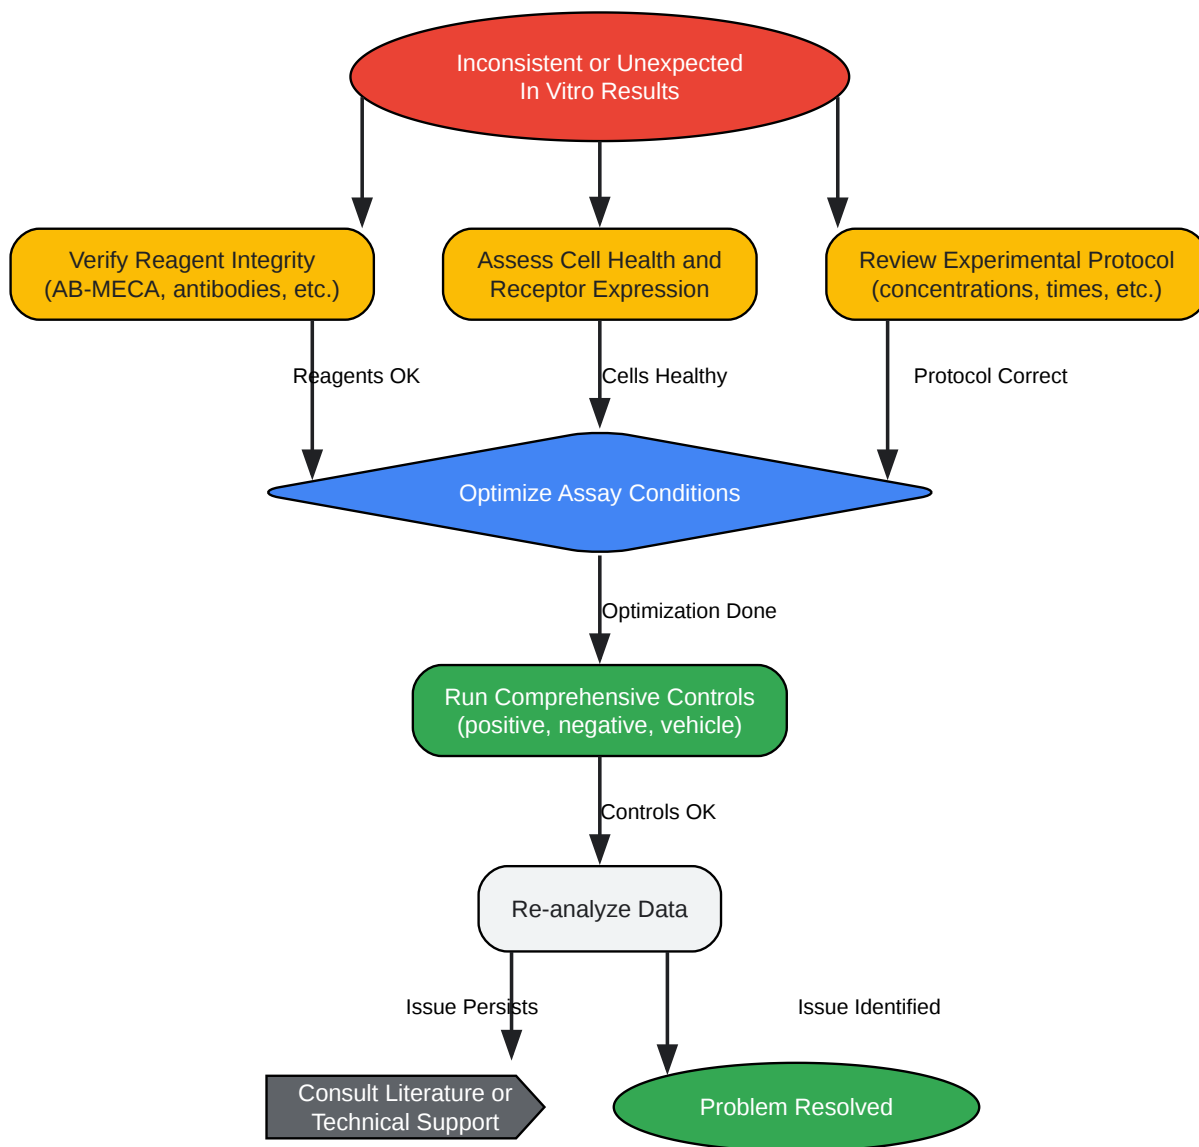 Inconsistent or Unexpected
In Vitro Results
Verify Reagent Integrity
(AB-MECA, antibodies, etc.)
Assess Cell Health and
Receptor Expression
Review Experimental Protocol
(concentrations, times, etc.)
Reagents OK
Cells Healthy
Protocol Correct
Optimize Assay Conditions
Optimization Done
Run Comprehensive Controls
(positive, negative, vehicle)
Controls OK
Re-analyze Data
Issue Persists
Issue Identified
Consult Literature or
Technical Support
Problem Resolved